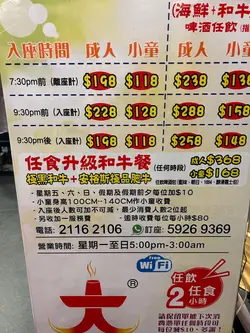 (海鮮+和牛
啤酒任飲
入座時間 成人 小童 成人 小童
7:30pm前 (離座計) $198 $118 $238 $138
9:30pm前 (入座計) $228 $128 $288 $158
9:30pm後 (入座計) $198 $118 $258 $148
任食升級和牛餐 (任何時段) 成人$368
極黑和牛+安格斯極品肥牛 小童$168
• 星期五、六、日、假期及假期前夕每位加$10
• 小童身高100CM-140CM作小童收費
• 入座後人數可加不可減,最少消費人數2位起
• 另收加一服務費 • 逾時收費每位每小時$80
電話: 2116 2106 訂座: 5926 9369
營業時間: 星期一至日5:00pm-3:00am
free
WiFi
®
任飲
2任食
小時